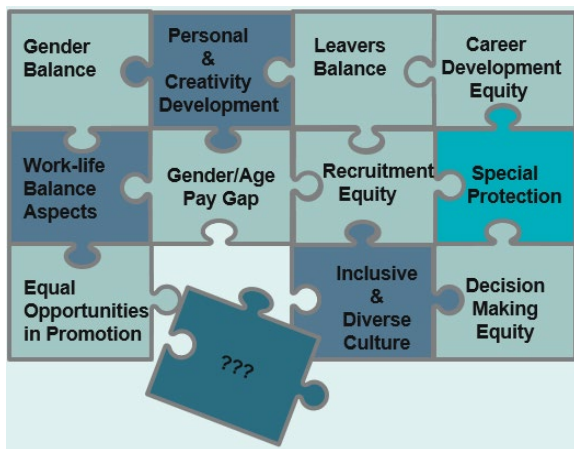 Gender
Balance
Personal
&
Creativity
Development
Leavers
Balance
Career
Development
Equity
Work-life
Balance
Aspects
Gender/Age
Pay Gap
Recruitment
Equity
Special
Protection
Equal
Opportunities
in Promotion
???
Inclusive
&
Diverse
Culture
Decision
Making
Equity